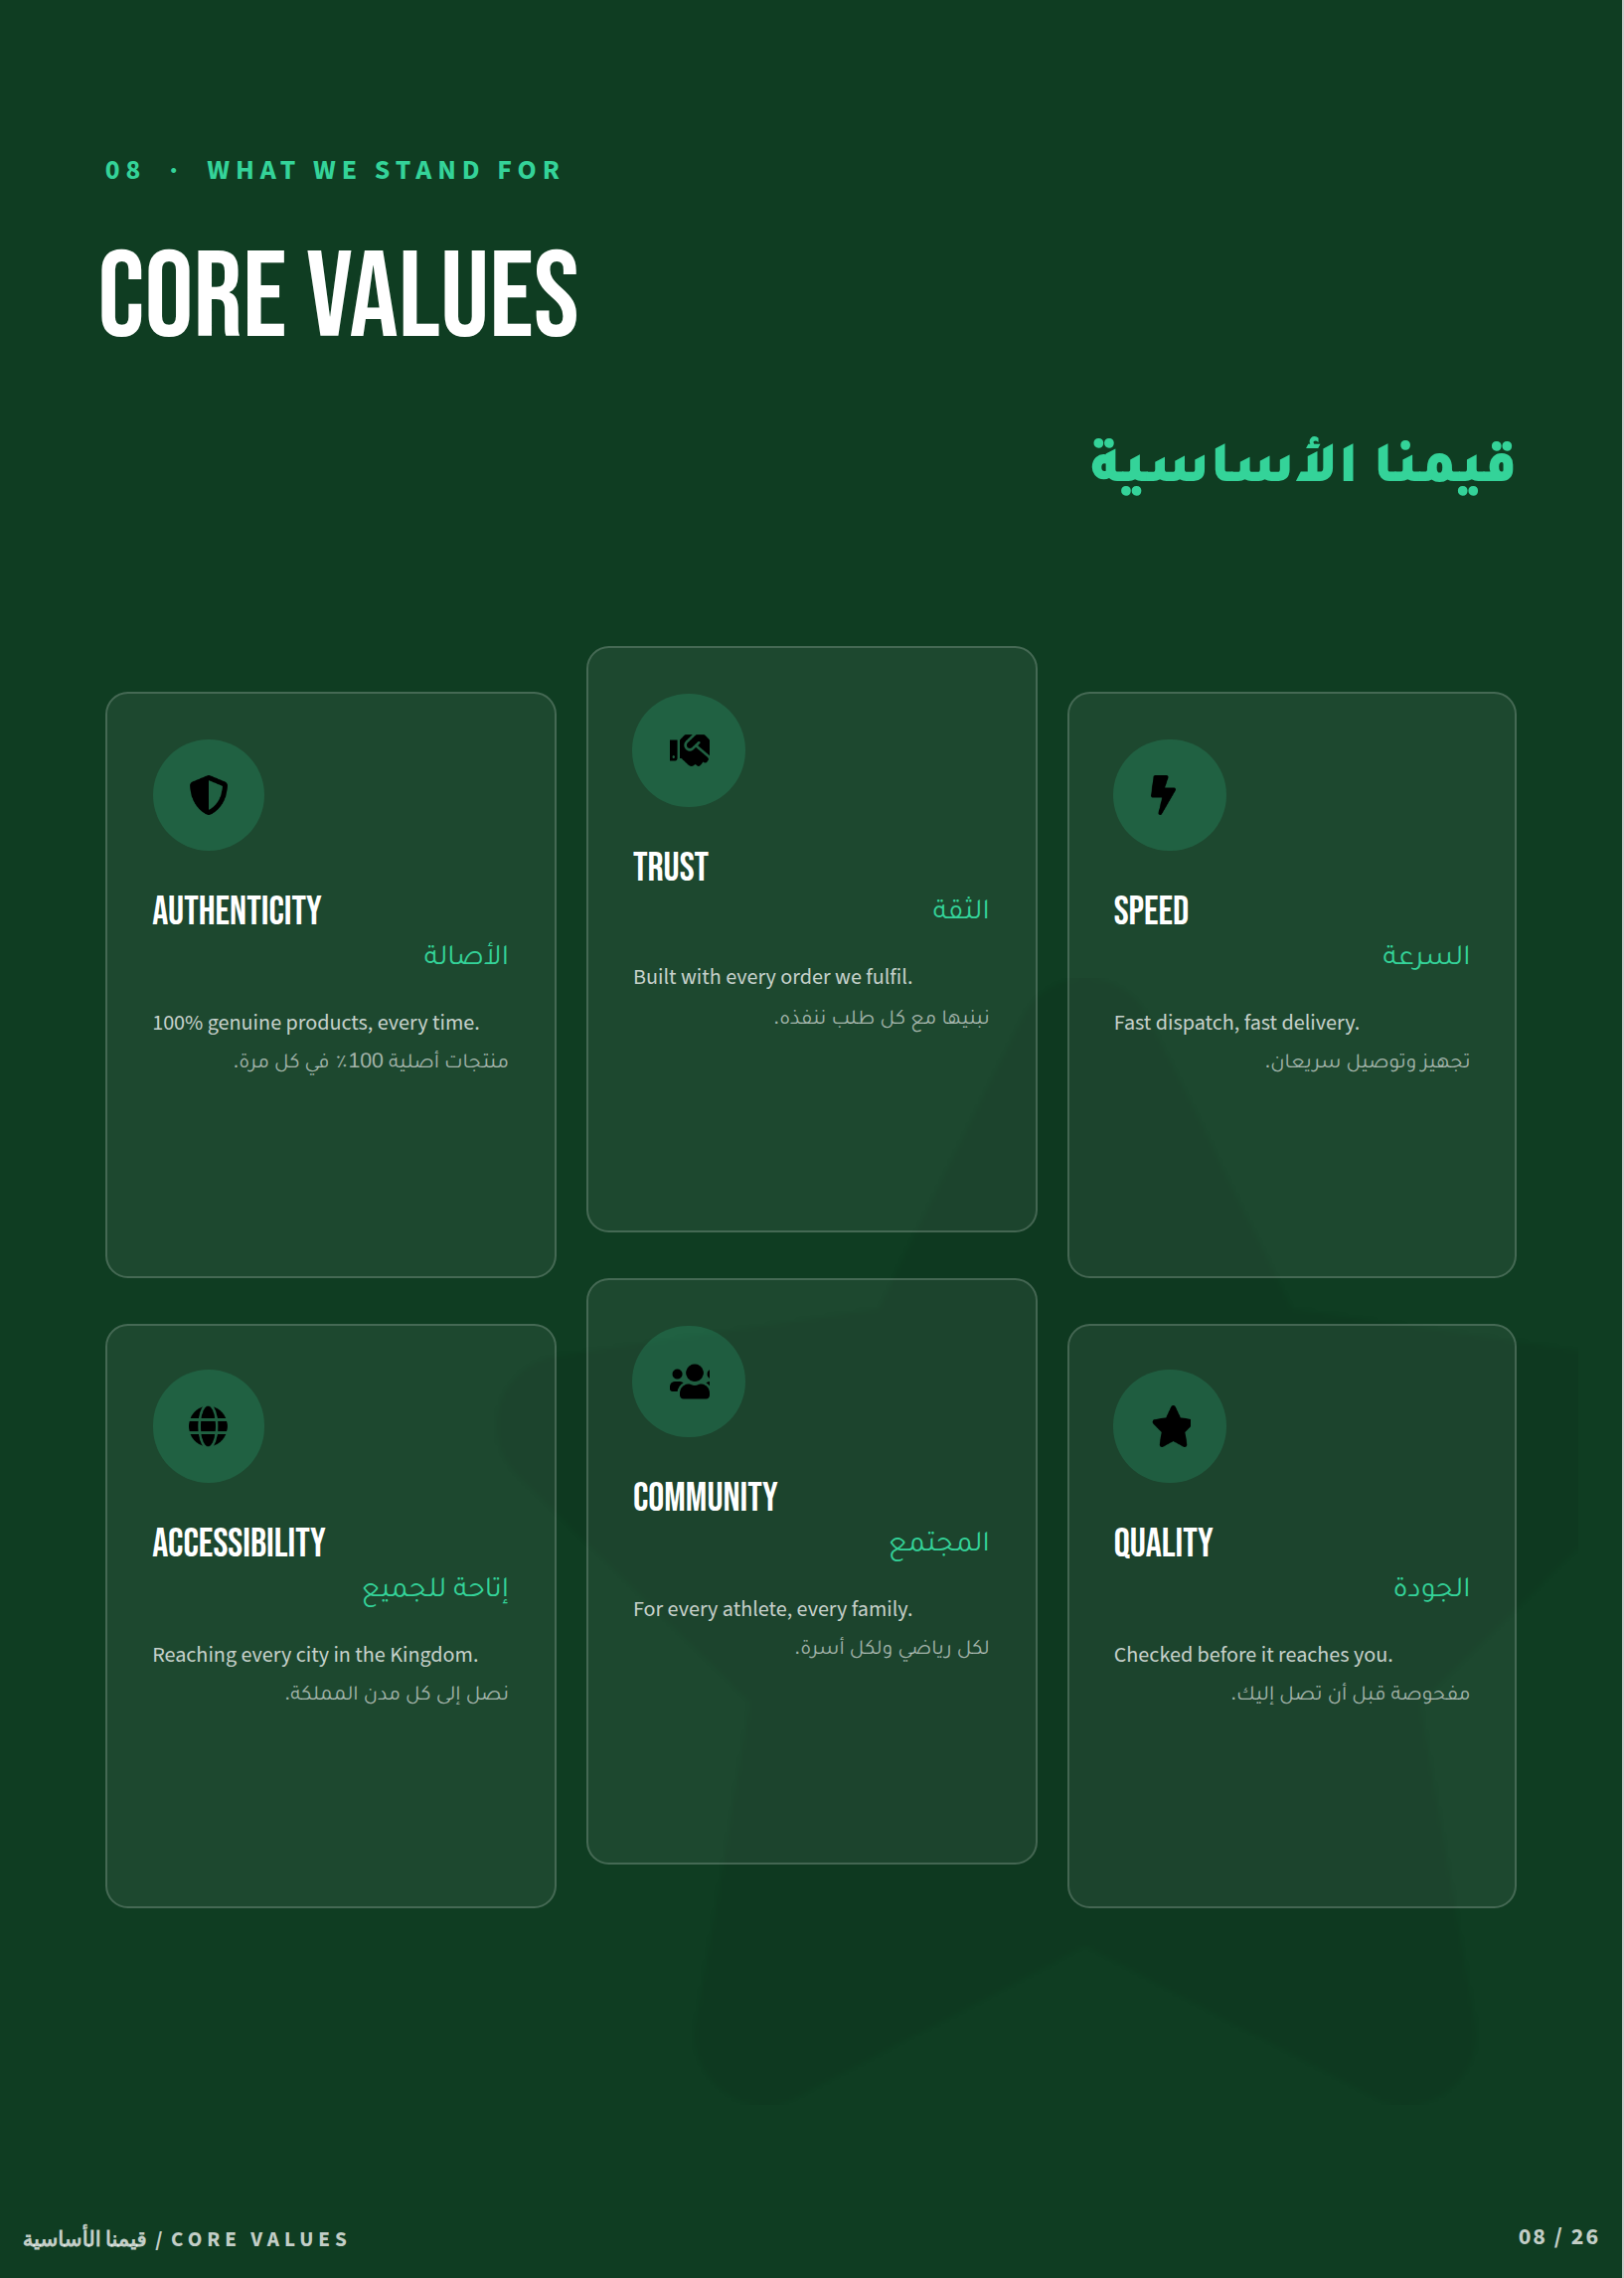 08 · WHAT WE STAND FOR
CORE VALUES
قيمنا الأساسية
AUTHENTICITY
الأصالة
100% genuine products, every time.
منتجات أصلية 100٪ في كل مرة.
TRUST
الثقة
Built with every order we fulfil.
نبنيها مع كل طلب ننفذه.
SPEED
السرعة
Fast dispatch, fast delivery.
تجهيز وتوصيل سريعان.
ACCESSIBILITY
إتاحة للجميع
Reaching every city in the Kingdom.
نصل إلى كل مدن المملكة.
COMMUNITY
المجتمع
For every athlete, every family.
لكل رياضي ولكل أسرة.
QUALITY
الجودة
Checked before it reaches you.
مفحوصة قبل أن تصل إليك.
قيمنا الأساسية / CORE VALUES
08 / 26